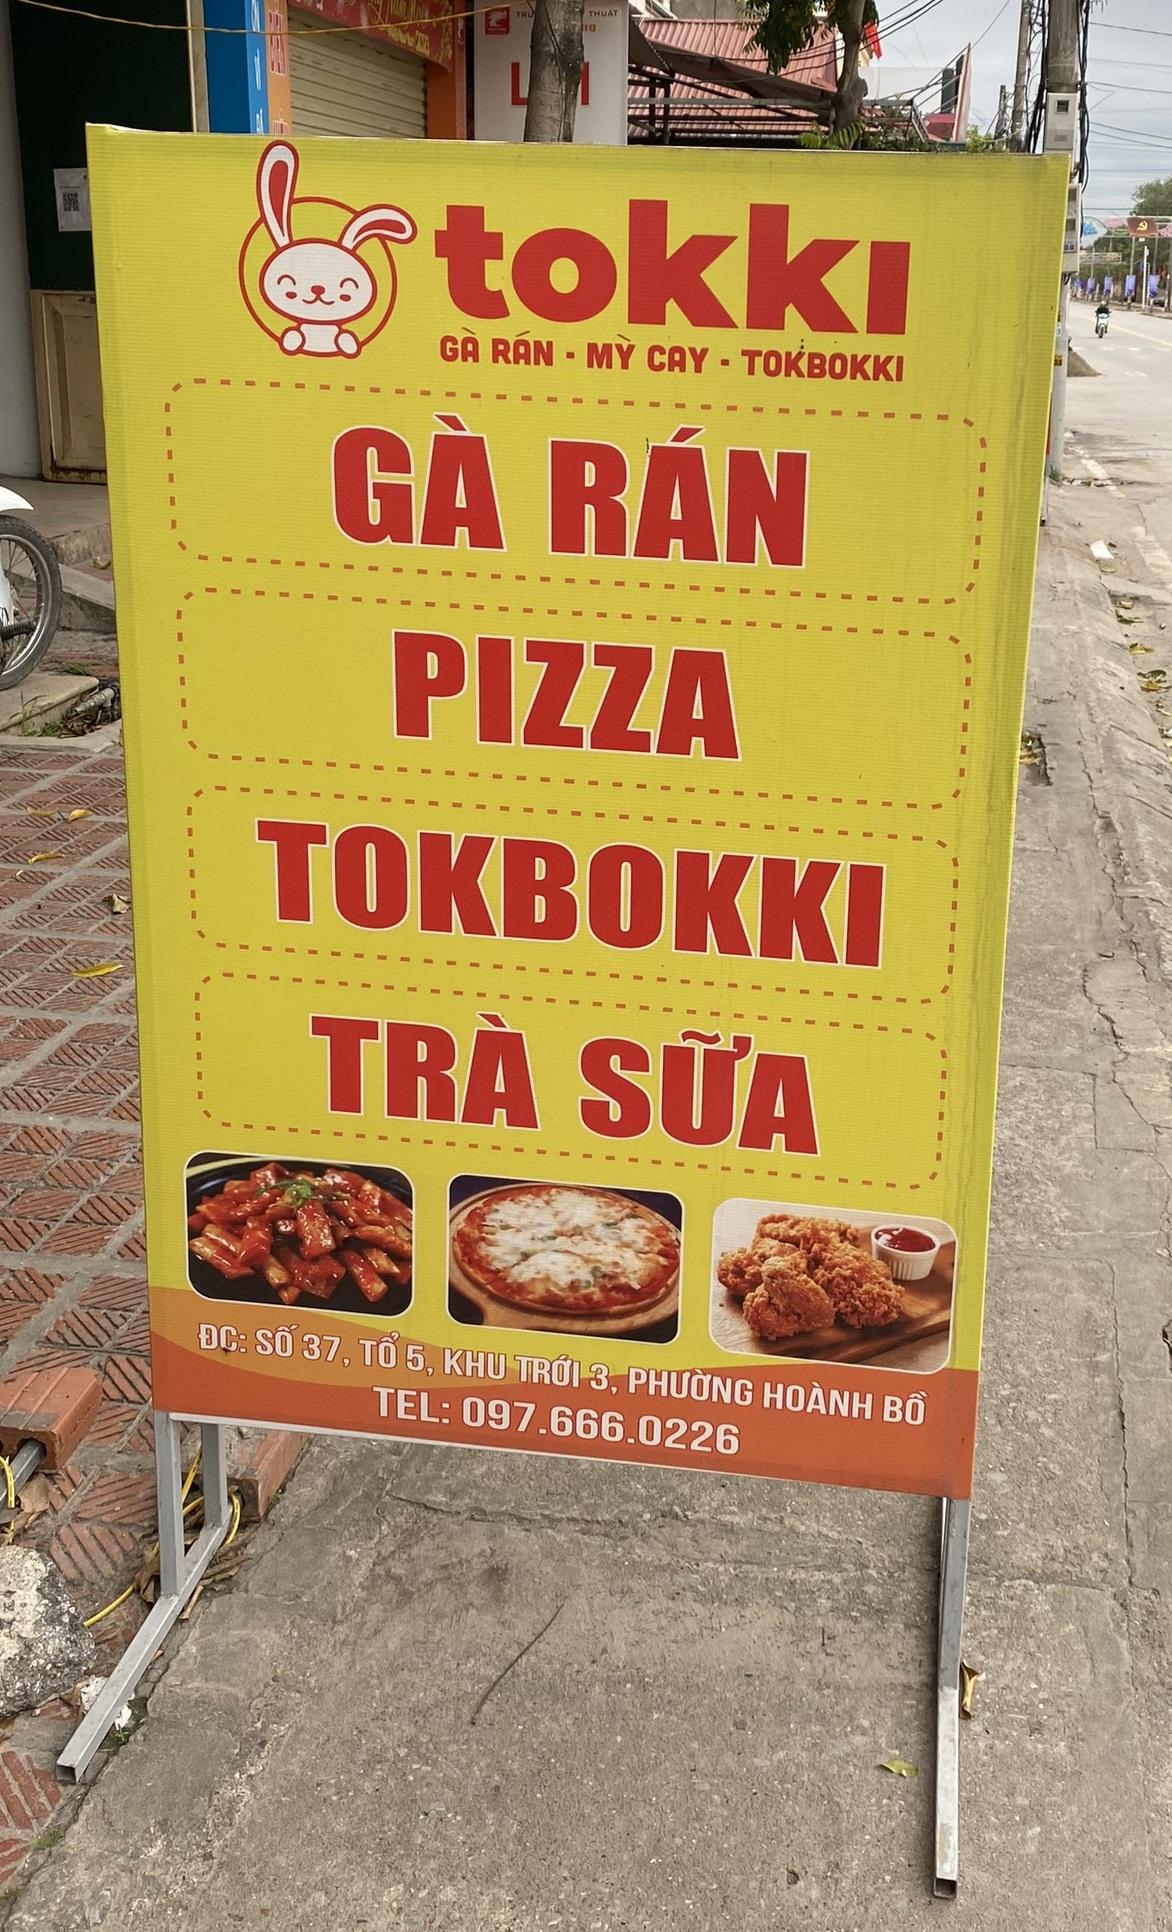 tokki
GÀ RÁN - MỲ CAY - TOKBOKKI
GÀ RÁN
PIZZA
TOKBOKKI
TRÀ SỮA
ĐC: SỐ 37, TỔ 5, KHU TRỚI 3, PHƯỜNG HOÀNH BỒ
TEL: 097.666.0226